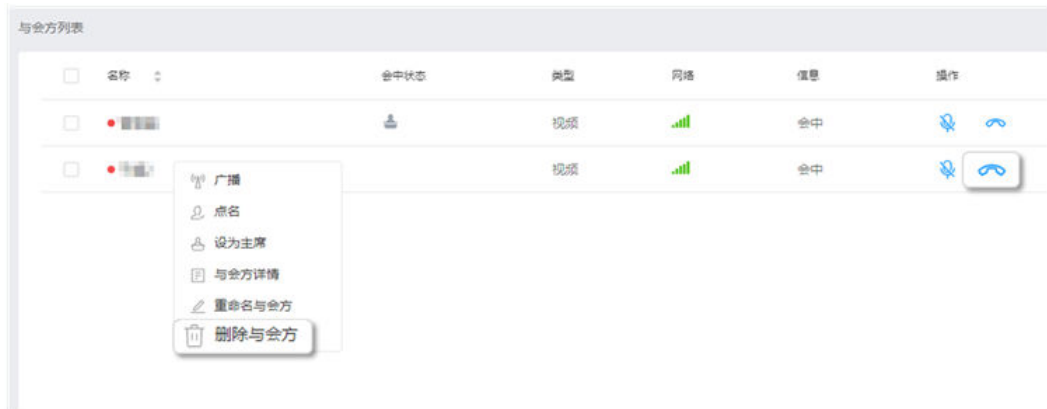 与会方列表
名称 会中状态 类型 网络 信息 操作
视频 会中
视频 会中
广播
点名
设为主席
与会方详情
重命名与会方
删除与会方